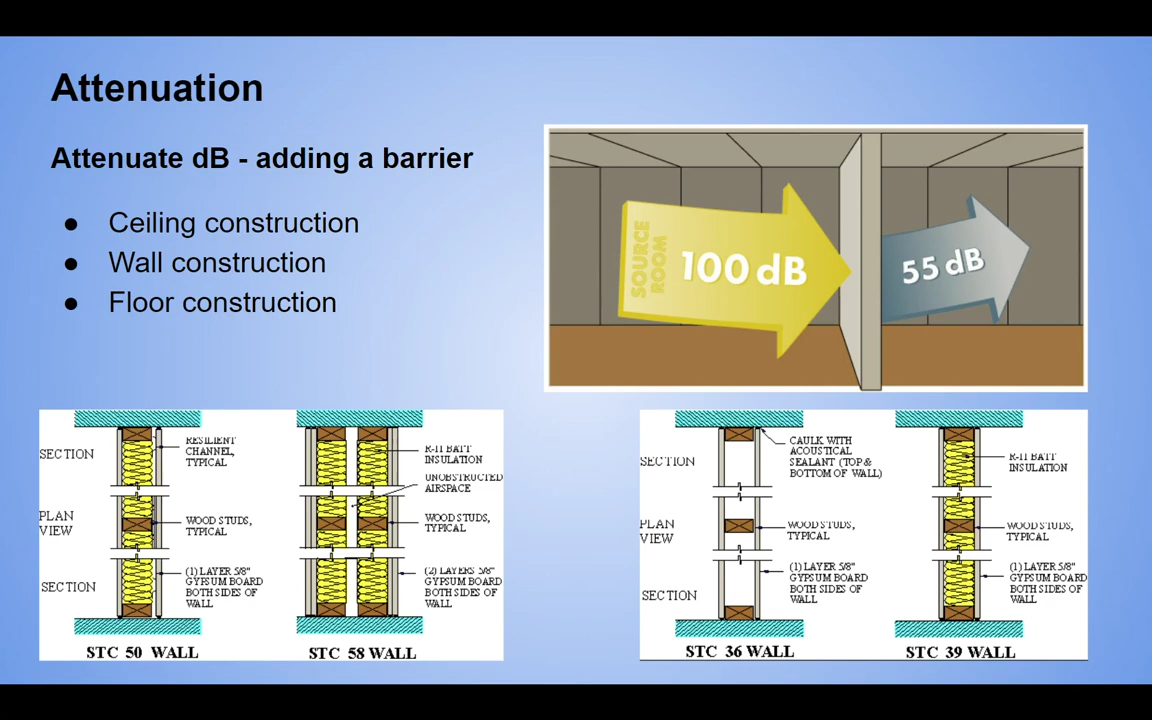 Attenuation
Attenuate dB - adding a barrier
● Ceiling construction
● Wall construction
● Floor construction
SOURCE
ROOM
100 dB
55 dB
SECTION
RESILIENT
CHANNEL,
TYPICAL
PLAN
VIEW
WOOD STUDS,
TYPICAL
SECTION
(1) LAYER 5/8"
GYPSUM BOARD
BOTH SIDES OF
WALL
STC 50 WALL
R-11 BATT
INSULATION
UNOBSTRUCTED
AIRSPACE
WOOD STUDS,
TYPICAL
(2) LAYERS 5/8"
GYPSUM BOARD
BOTH SIDES OF
WALL
STC 58 WALL
SECTION
CAULK WITH
ACOUSTICAL
SEALANT (TOP &
BOTTOM OF WALL)
PLAN
VIEW
WOOD STUDS,
TYPICAL
SECTION
(1) LAYER 5/8"
GYPSUM BOARD
BOTH SIDES OF
WALL
STC 36 WALL
R-11 BATT
INSULATION
WOOD STUDS,
TYPICAL
(1) LAYER 5/8"
GYPSUM BOARD
BOTH SIDES OF
WALL
STC 39 WALL